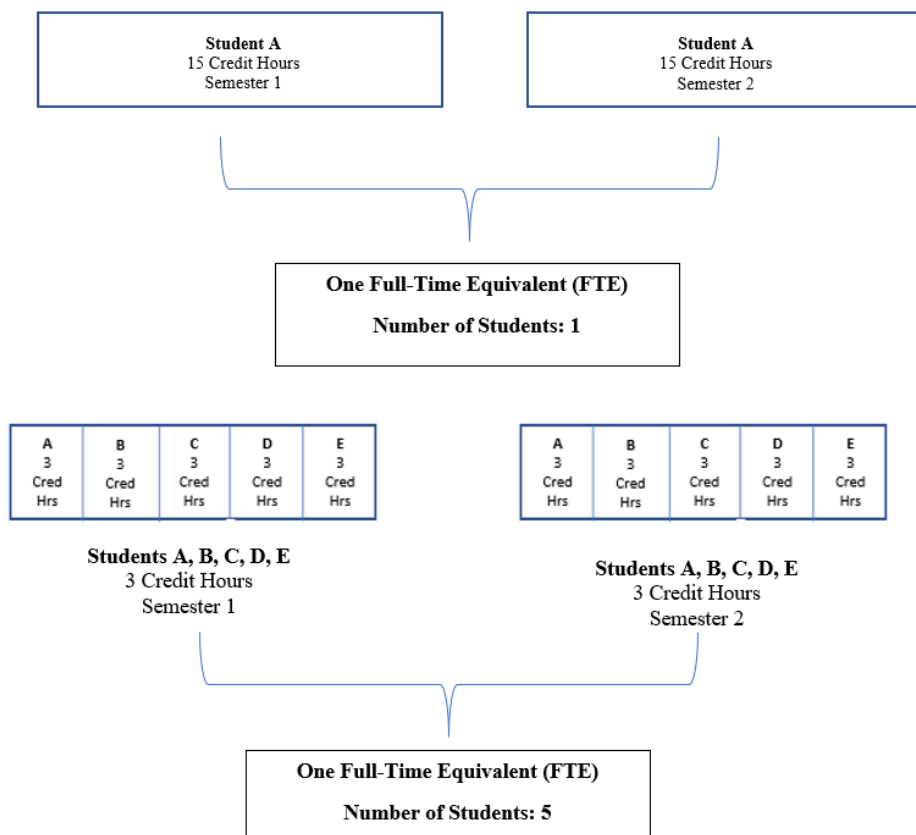 Student A
15 Credit Hours
Semester 1
Student A
15 Credit Hours
Semester 2
One Full-Time Equivalent (FTE)
Number of Students: 1
A
3
Cred
Hrs
B
3
Cred
Hrs
C
3
Cred
Hrs
D
3
Cred
Hrs
E
3
Cred
Hrs
A
3
Cred
Hrs
B
3
Cred
Hrs
C
3
Cred
Hrs
D
3
Cred
Hrs
E
3
Cred
Hrs
Students A, B, C, D, E
3 Credit Hours
Semester 1
Students A, B, C, D, E
3 Credit Hours
Semester 2
One Full-Time Equivalent (FTE)
Number of Students: 5